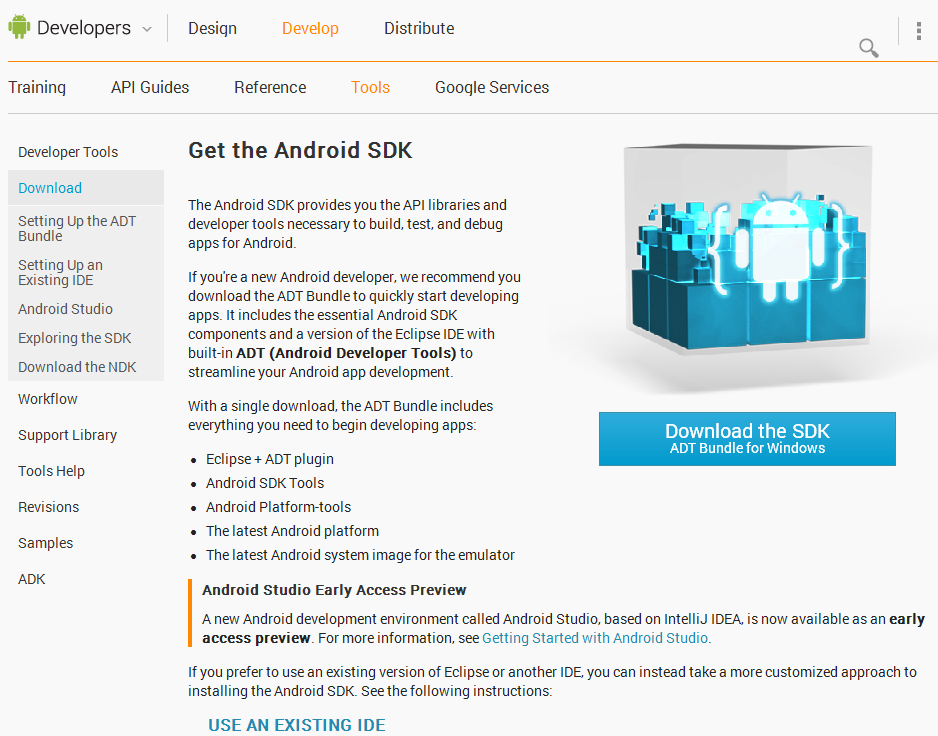 Developers
Design
Develop
Distribute
Training
API Guides
Reference
Tools
Google Services
Developer Tools
Download
Setting Up the ADT
Bundle
Setting Up an
Existing IDE
Android Studio
Exploring the SDK
Download the NDK
Workflow
Support Library
Tools Help
Revisions
Samples
ADK
Get the Android SDK
The Android SDK provides you the API libraries and
developer tools necessary to build, test, and debug
apps for Android.
If you're a new Android developer, we recommend you
download the ADT Bundle to quickly start developing
apps. It includes the essential Android SDK
components and a version of the Eclipse IDE with
built-in ADT (Android Developer Tools) to
streamline your Android app development.
With a single download, the ADT Bundle includes
everything you need to begin developing apps:
• Eclipse + ADT plugin
• Android SDK Tools
• Android Platform-tools
• The latest Android platform
• The latest Android system image for the emulator
{ }
Download the SDK
ADT Bundle for Windows
Android Studio Early Access Preview
A new Android development environment called Android Studio, based on IntelliJ IDEA, is now available as an early
access preview. For more information, see Getting Started with Android Studio.
If you prefer to use an existing version of Eclipse or another IDE, you can instead take a more customized approach to
installing the Android SDK. See the following instructions:
USE AN EXISTING IDE